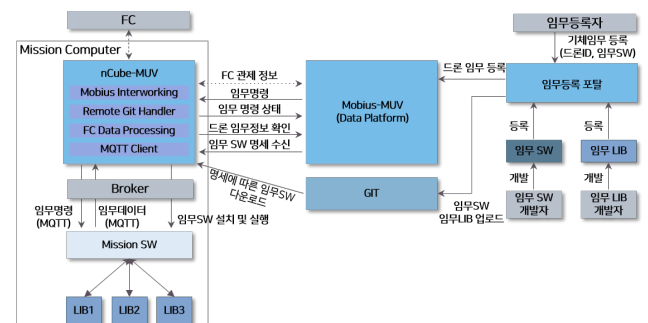 FC
임무등록자
Mission Computer
기체임무 등록
(드론ID, 임무SW)
nCube-MUV
Mobius Interworking
Remote Git Handler
FC Data Processing
MQTT Client
FC 관제 정보
임무명령
임무 명령 상태
드론 임무정보 확인
임무 SW 명세 수신
Mobius-MUV
(Data Platform)
드론 임무 등록
임무등록 포탈
등록
등록
임무 SW
임무 LIB
개발
개발
임무 SW
개발자
임무 LIB
개발자
명세에 따른 임무SW
다운로드
GIT
임무SW
임무LIB 업로드
Broker
임무명령
(MQTT)
임무데이터
(MQTT)
임무SW 설치 및 실행
Mission SW
LIB1
LIB2
LIB3